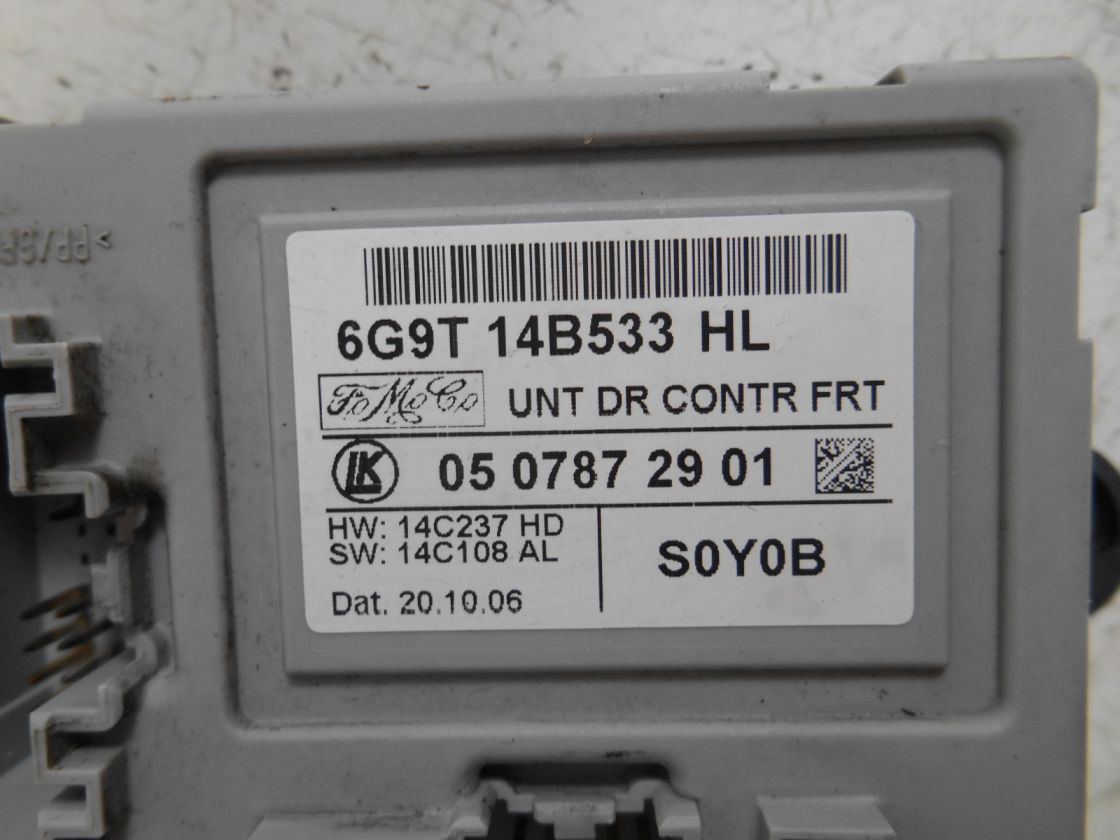 6G9T 14B533 HL
FoMoCo UNT DR CONTR FRT
LK 05 0787 29 01
HW: 14C237 HD
SW: 14C108 AL
S0Y0B
Dat. 20.10.06